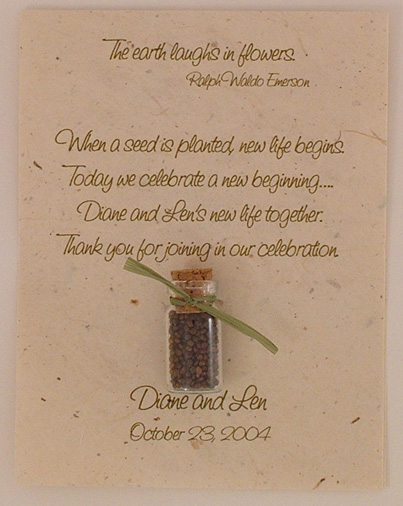 The earth laughs in flowers.
Ralph Waldo Emerson
When a seed is planted, new life begins.
Today we celebrate a new beginning....
Diane and Len's new life together.
Thank you for joining in our celebration.
Diane and Len
October 23, 2004